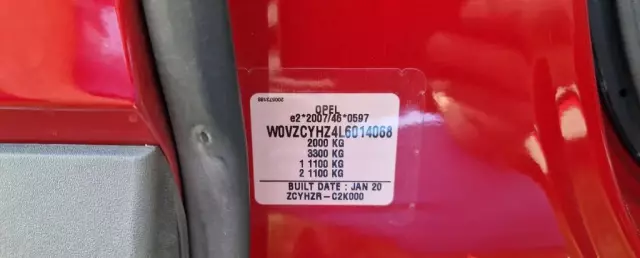 OPEL
e2*2007/46*0597
W0VZCYHZ4L6014068
2000 KG
3300 KG
1 1100 KG
2 1100 KG
BUILT DATE : JAN 20
ZCYHZR-C2K000